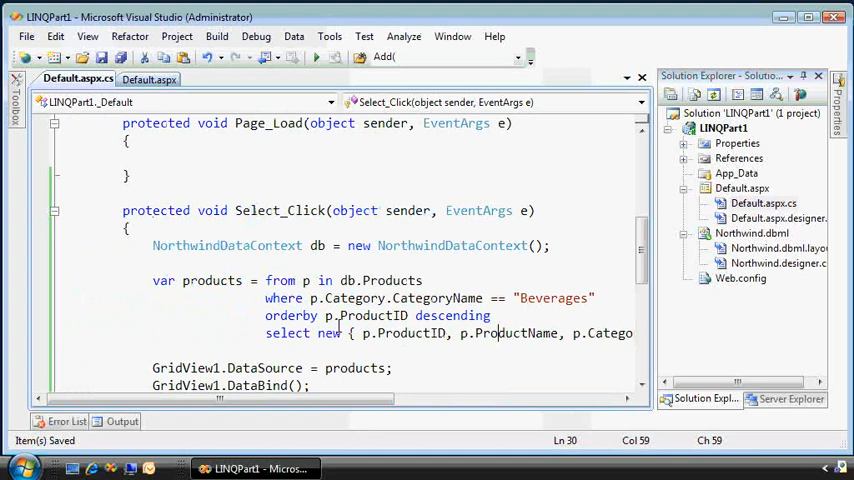 LINQPart1 - Microsoft Visual Studio (Administrator)
File Edit View Refactor Project Build Debug Data Tools Test Analyze Window Help
Add(
Default.aspx.cs Default.aspx
LINQPart1._Default Select_Click(object sender, EventArgs e)
protected void Page_Load(object sender, EventArgs e)
{
}
protected void Select_Click(object sender, EventArgs e)
{
NorthwindDataContext db = new NorthwindDataContext();
var products = from p in db.Products
where p.Category.CategoryName == "Beverages"
orderby p.ProductID descending
select new { p.ProductID, p.ProductName, p.Catego
GridView1.DataSource = products;
GridView1.DataBind();
Toolbox
Solution Explorer - Solutio...
Solution 'LINQPart1' (1 project)
LINQPart1
Properties
References
App_Data
Default.aspx
Default.aspx.cs
Default.aspx.designer.
Northwind.dbml
Northwind.dbml.layou
Northwind.designer.c
Web.config
Solution Expl... Server Explorer
Properties
Error List Output
Item(s) Saved Ln 30 Col 59 Ch 59
LINQPart1 - Micros...